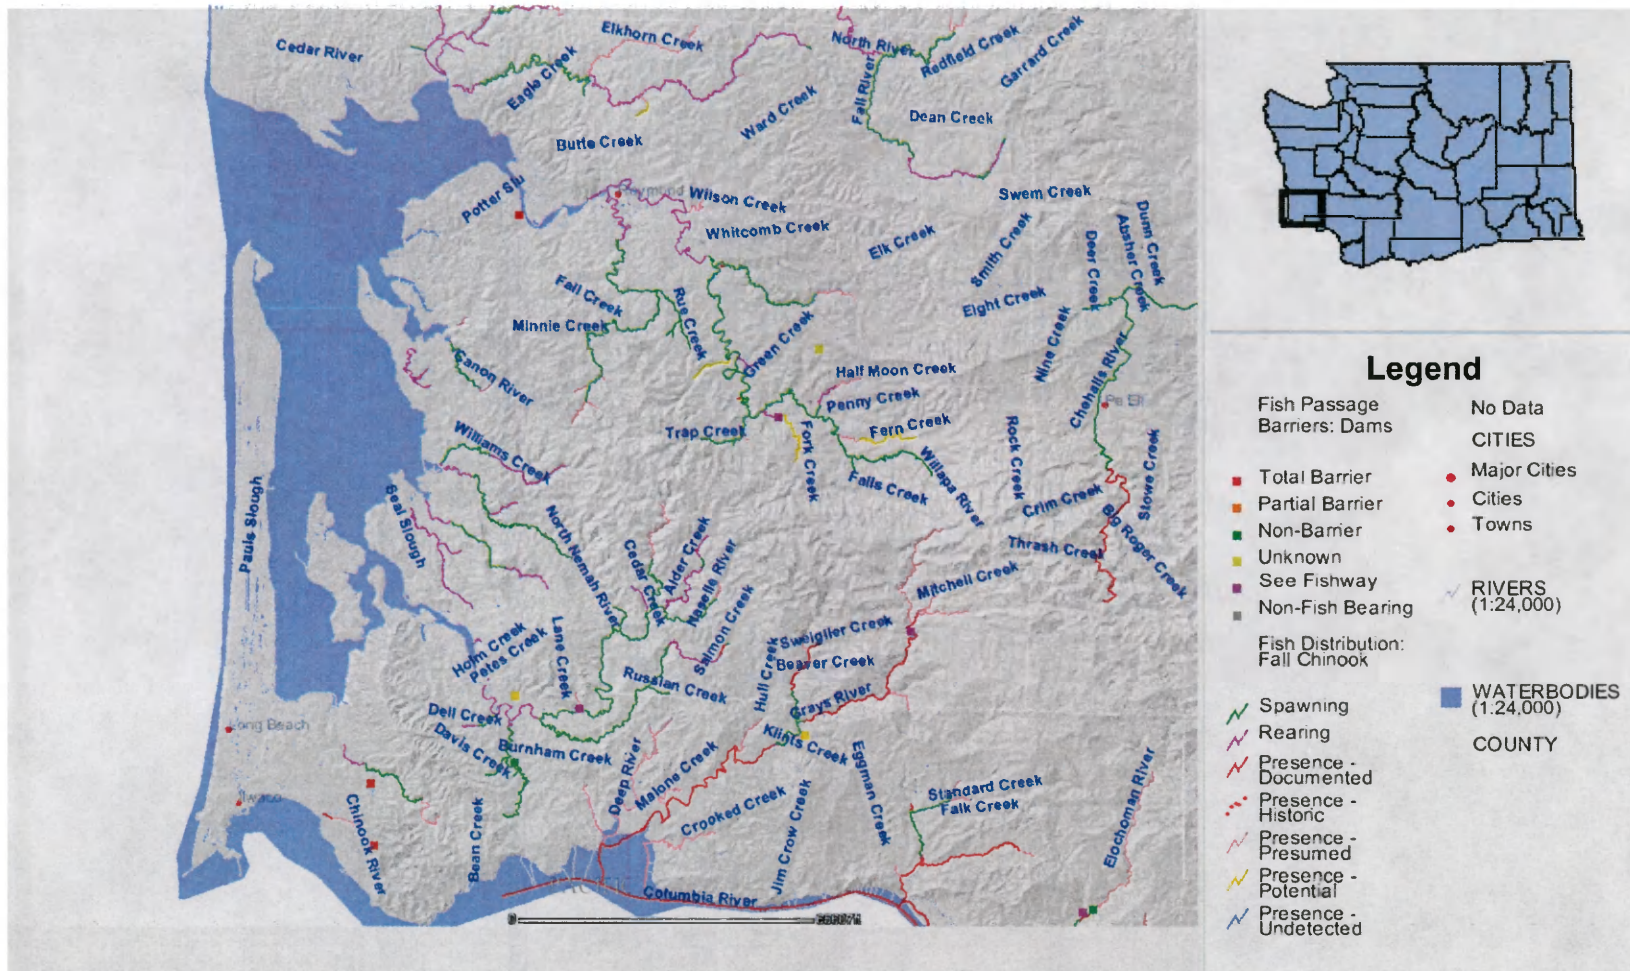 Cedar River
Elkhorn Creek
Eagle Creek
North River
Redfield Creek
Garrard Creek
Fall River
Ward Creek
Dean Creek
Butte Creek
Potter Slu
Raymond
Wilson Creek
Whitcomb Creek
Swem Creek
Elk Creek
Smith Creek
Deer Creek
Absher Creek
Dunn Creek
Fall Creek
Rue Creek
Eight Creek
Minnie Creek
Green Creek
Nine Creek
Chehalis River
Canon River
Half Moon Creek
Penny Creek
Pe Ell
Trap Creek
Fern Creek
Fork Creek
Williams Creek
Rock Creek
Stowe Creek
Willapa River
Falls Creek
Crim Creek
Big Roger Creek
Pauls Slough
Seal Slough
North Nemah River
Cedar Creek
Alder Creek
Naselle River
Thrash Creek
Mitchell Creek
Salmon Creek
Sweigiler Creek
Holm Creek
Petes Creek
Lane Creek
Hull Creek
Beaver Creek
Russian Creek
Grays River
Dell Creek
Long Beach
Davis Creek
Burnham Creek
Klints Creek
Deep River
Malone Creek
Eggman Creek
Elochoman River
Standard Creek
Falk Creek
Ilwaco
Chinook River
Bean Creek
Crooked Creek
Jim Crow Creek
Columbia River
0
Legend
Fish Passage
Barriers: Dams
Total Barrier
Partial Barrier
Non-Barrier
Unknown
See Fishway
Non-Fish Bearing
Fish Distribution:
Fall Chinook
Spawning
Rearing
Presence -
Documented
Presence -
Historic
Presence -
Presumed
Presence -
Potential
Presence -
Undetected
No Data
CITIES
Major Cities
Cities
Towns
RIVERS
(1:24,000)
WATERBODIES
(1:24,000)
COUNTY